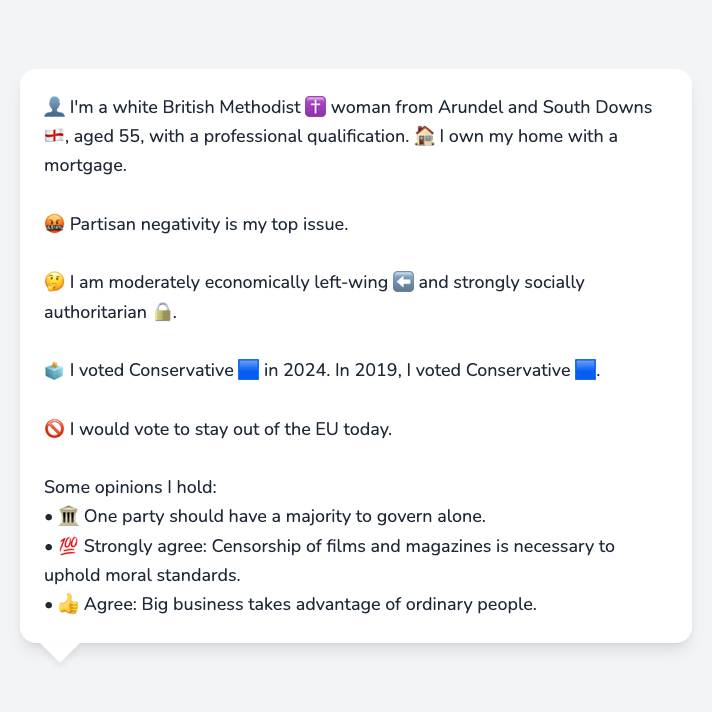 👤 I'm a white British Methodist ✝️ woman from Arundel and South Downs
🏴󠁧󠁢󠁥󠁮󠁧󠁿, aged 55, with a professional qualification. 🏠 I own my home with a
mortgage.
🤬 Partisan negativity is my top issue.
🤔 I am moderately economically left-wing ⬅️ and strongly socially
authoritarian 🔒.
🗳️ I voted Conservative 🟦 in 2024. In 2019, I voted Conservative 🟦.
🚫 I would vote to stay out of the EU today.
Some opinions I hold:
• 🏛️ One party should have a majority to govern alone.
• 💯 Strongly agree: Censorship of films and magazines is necessary to
uphold moral standards.
• 👍 Agree: Big business takes advantage of ordinary people.